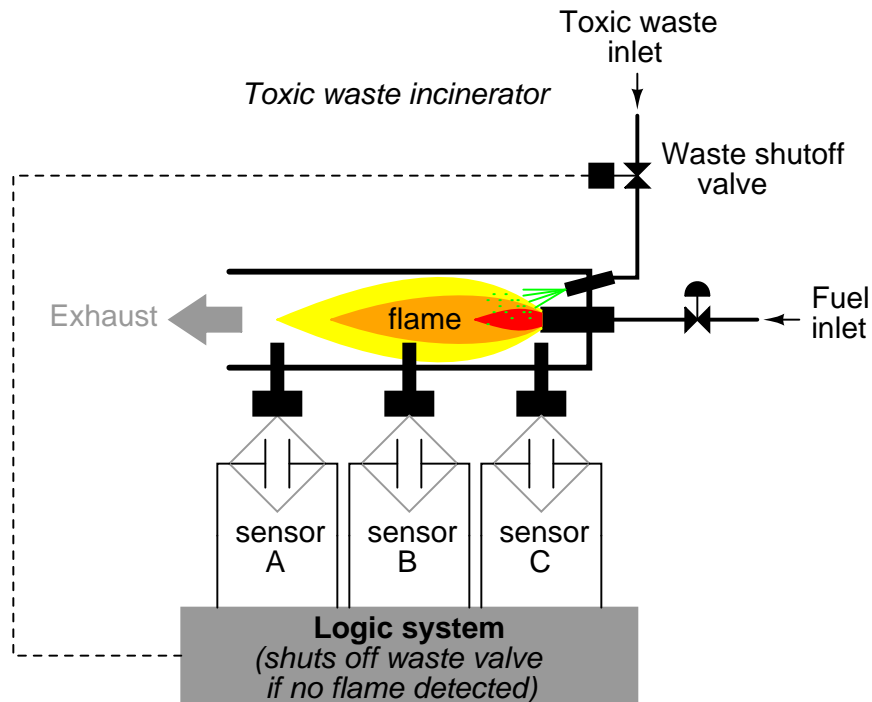 Toxic waste
inlet
Toxic waste incinerator
Waste shutoff
valve
Exhaust
flame
Fuel
inlet
sensor
A
sensor
B
sensor
C
Logic system
(shuts off waste valve
if no flame detected)